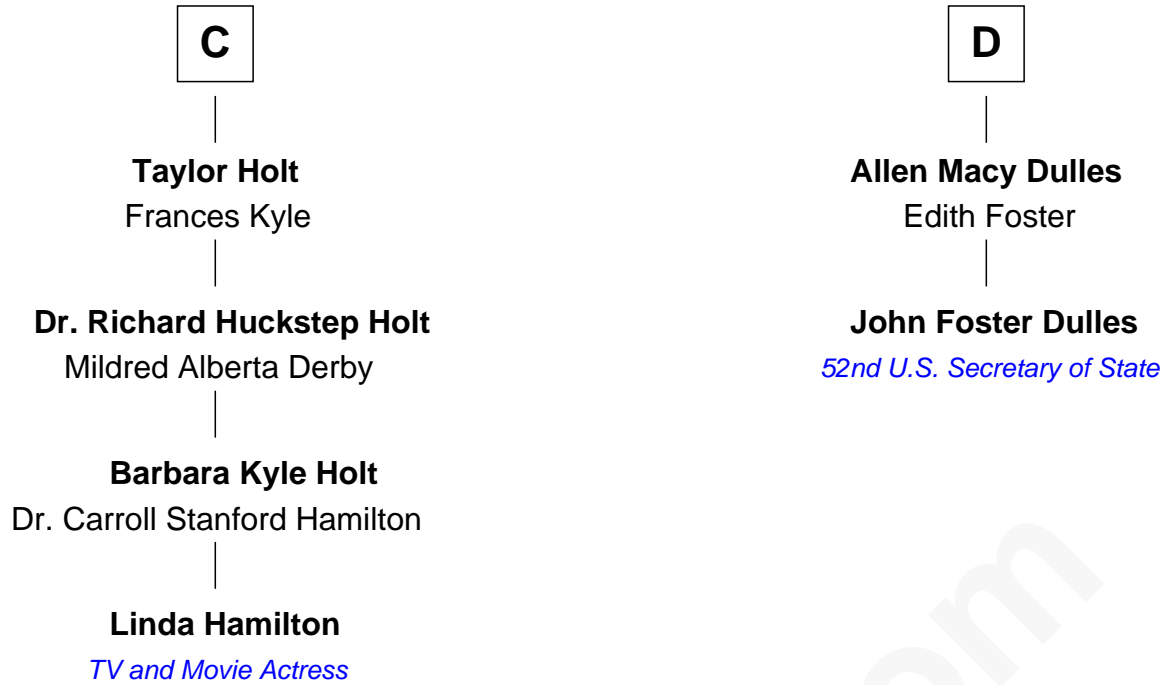 C
Taylor Holt
Frances Kyle
Dr. Richard Huckstep Holt
Mildred Alberta Derby
Barbara Kyle Holt
Dr. Carroll Stanford Hamilton
Linda Hamilton
TV and Movie Actress
D
Allen Macy Dulles
Edith Foster
John Foster Dulles
52nd U.S. Secretary of State
om